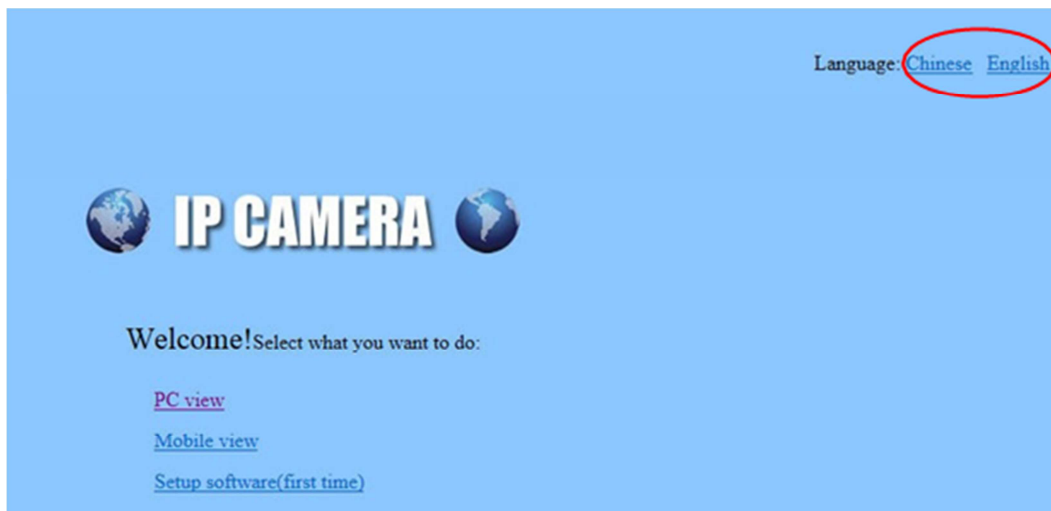 Language: Chinese English
IP CAMERA
Welcome!Select what you want to do:
PC view
Mobile view
Setup software(first time)